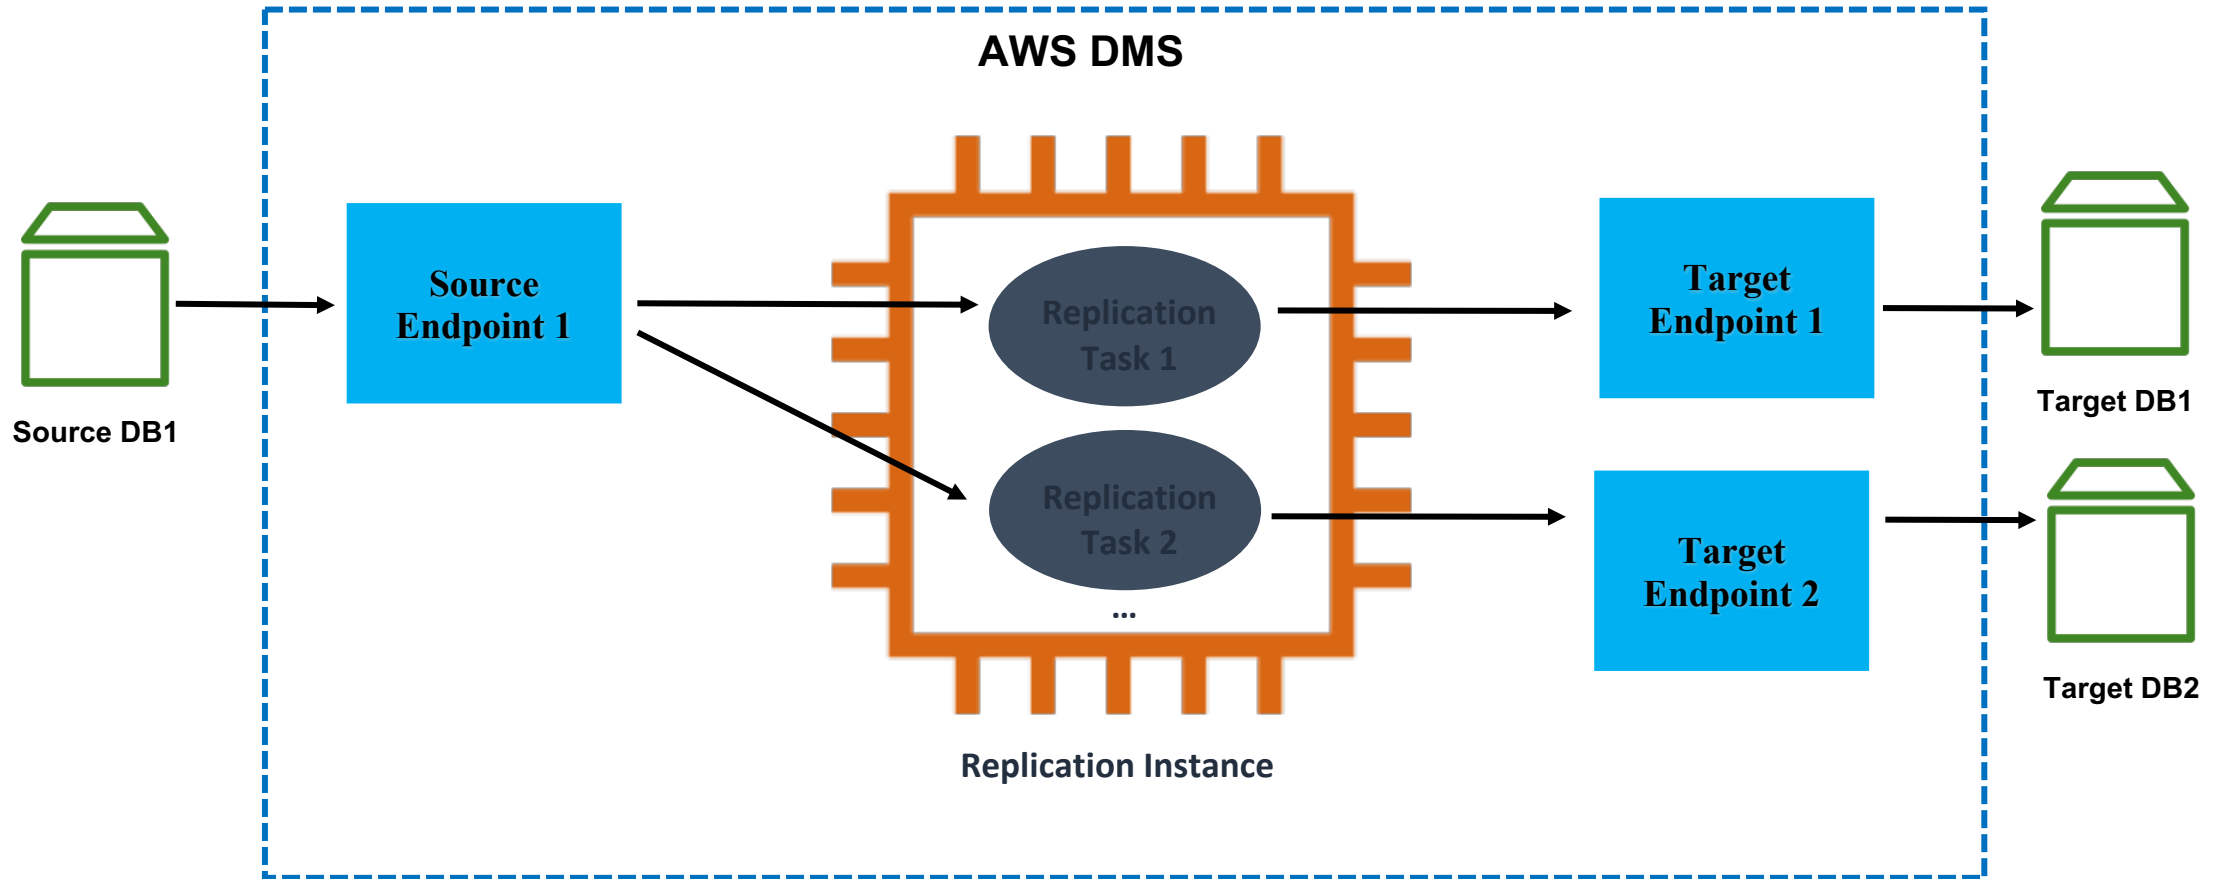 AWS DMS
Source DB1
Source
Endpoint 1
Replication
Task 1
Replication
Task 2
...
Replication Instance
Target
Endpoint 1
Target
Endpoint 2
Target DB1
Target DB2